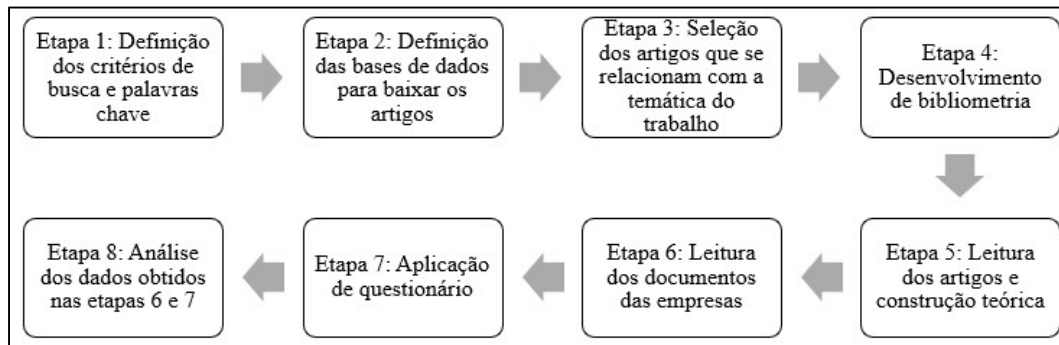 Etapa 1: Definição
dos critérios de
busca e palavras
chave
Etapa 2: Definição
das bases de dados
para baixar os
artigos
Etapa 3: Seleção
dos artigos que se
relacionam com a
temática do
trabalho
Etapa 4:
Desenvolvimento
de bibliometria
Etapa 5: Leitura
dos artigos e
construção teórica
Etapa 6: Leitura
dos documentos
das empresas
Etapa 7: Aplicação
de questionário
Etapa 8: Análise
dos dados obtidos
nas etapas 6 e 7